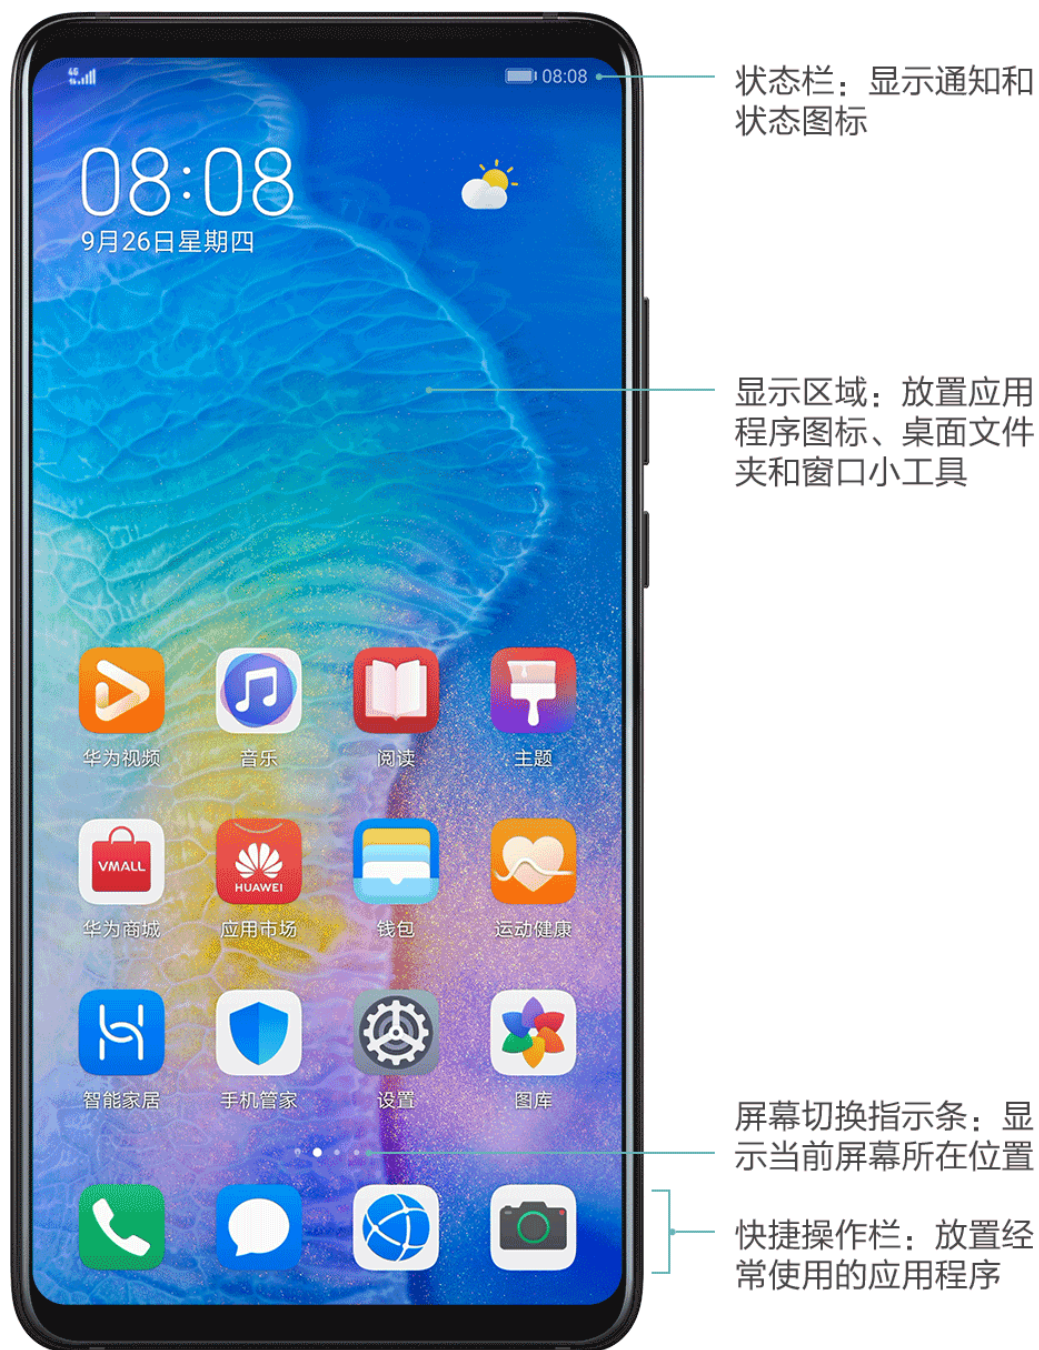 4G
08:08
状态栏：显示通知和
状态图标
08:08
9月26日星期四
显示区域：放置应用
程序图标、桌面文件
夹和窗口小工具
华为视频
音乐
阅读
主题
VMALL
HUAWEI
华为商城
应用市场
钱包
运动健康
智能家居
手机管家
设置
图库
屏幕切换指示条：显
示当前屏幕所在位置
快捷操作栏：放置经
常使用的应用程序